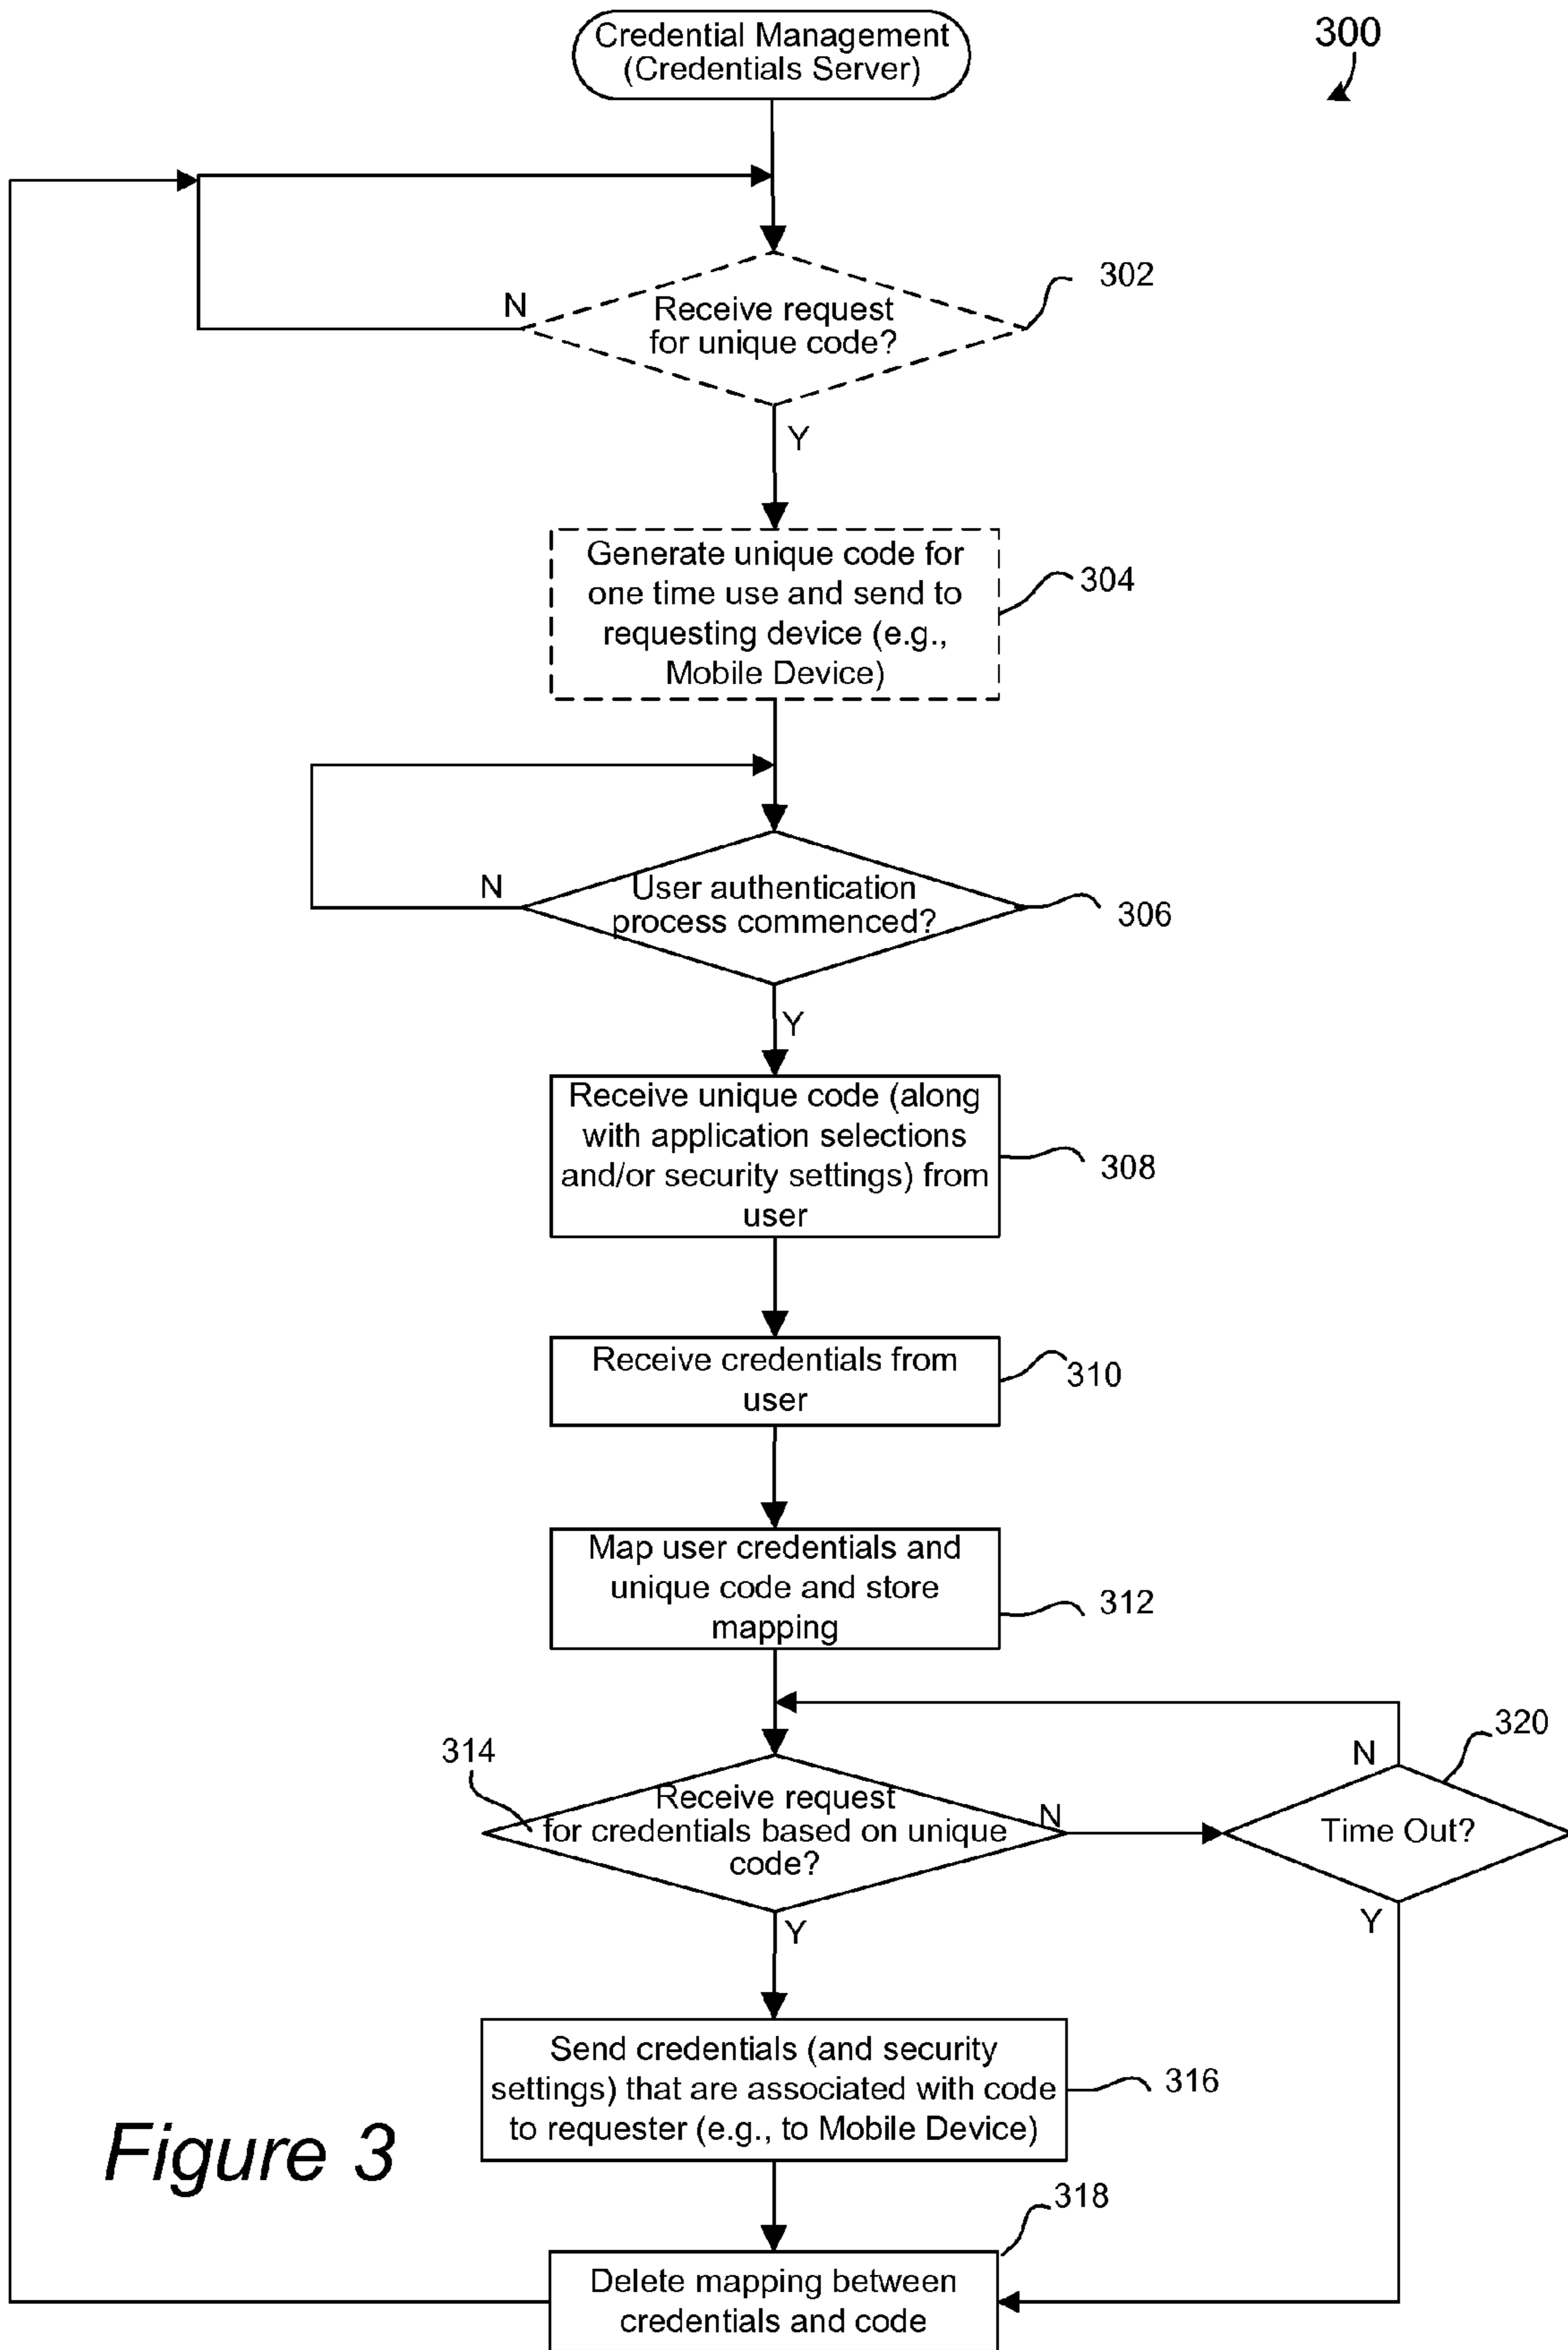 Credential Management
(Credentials Server)
300
Receive request
for unique code?
302
N
Y
Generate unique code for
one time use and send to
requesting device (e.g.,
Mobile Device)
304
User authentication
process commenced?
306
N
Y
Receive unique code (along
with application selections
and/or security settings) from
user
308
Receive credentials from
user
310
Map user credentials and
unique code and store
mapping
312
314
Receive request
for credentials based on unique
code?
N
Y
320
N
Time Out?
Y
Send credentials (and security
settings) that are associated with code
to requester (e.g., to Mobile Device)
316
Figure 3
318
Delete mapping between
credentials and code